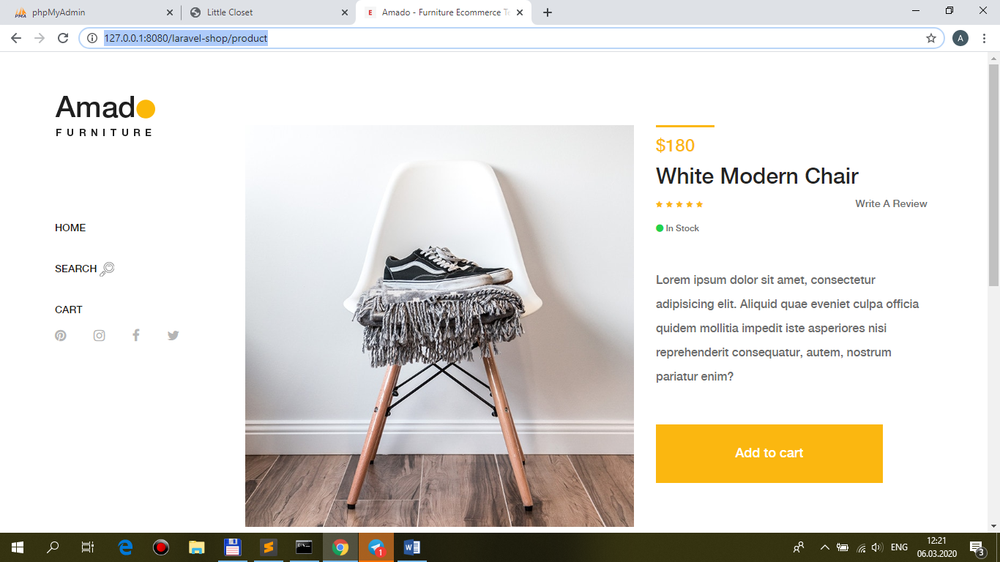 phpMyAdmin
Little Closet
Amado - Furniture Ecommerce Te
127.0.0.1:8080/laravel-shop/product
A
Amado
FURNITURE
HOME
SEARCH
CART
$180
White Modern Chair
Write A Review
In Stock
Lorem ipsum dolor sit amet, consectetur
adipisicing elit. Aliquid quae eveniet culpa officia
quidem mollitia impedit iste asperiores nisi
reprehenderit consequatur, autem, nostrum
pariatur enim?
Add to cart
1
ENG
12:21
06.03.2020
3